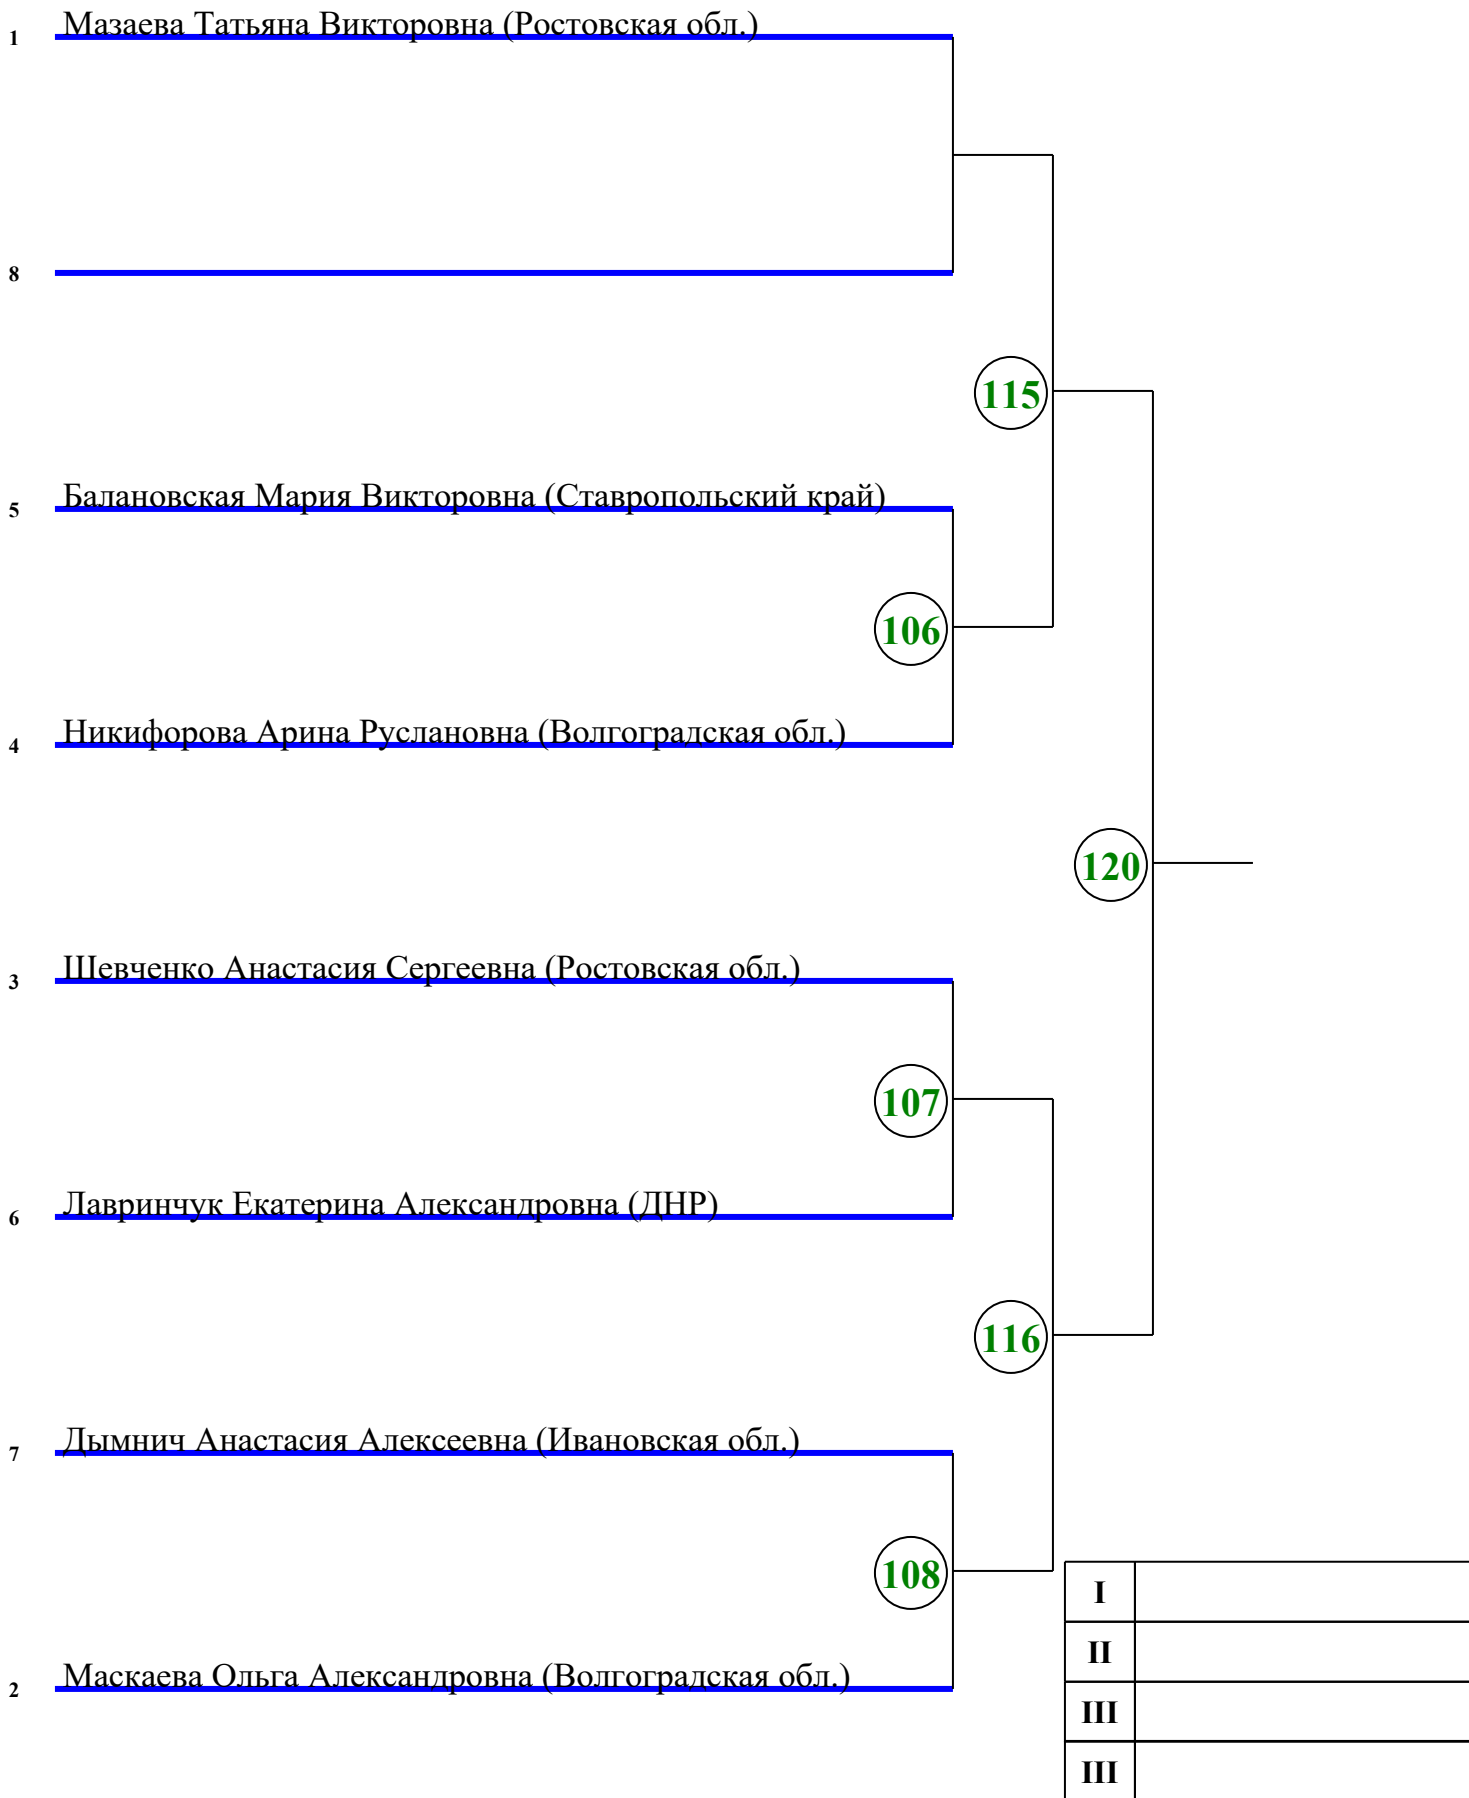 1 Мазаева Татьяна Викторовна (Ростовская обл.)
8
115
5 Балановская Мария Викторовна (Ставропольский край)
106
4 Никифорова Арина Руслановна (Волгоградская обл.)
120
3 Шевченко Анастасия Сергеевна (Ростовская обл.)
107
6 Лавринчук Екатерина Александровна (ДНР)
116
7 Дымнич Анастасия Алексеевна (Ивановская обл.)
108
I
II
2 Маскаева Ольга Александровна (Волгоградская обл.)
III
III